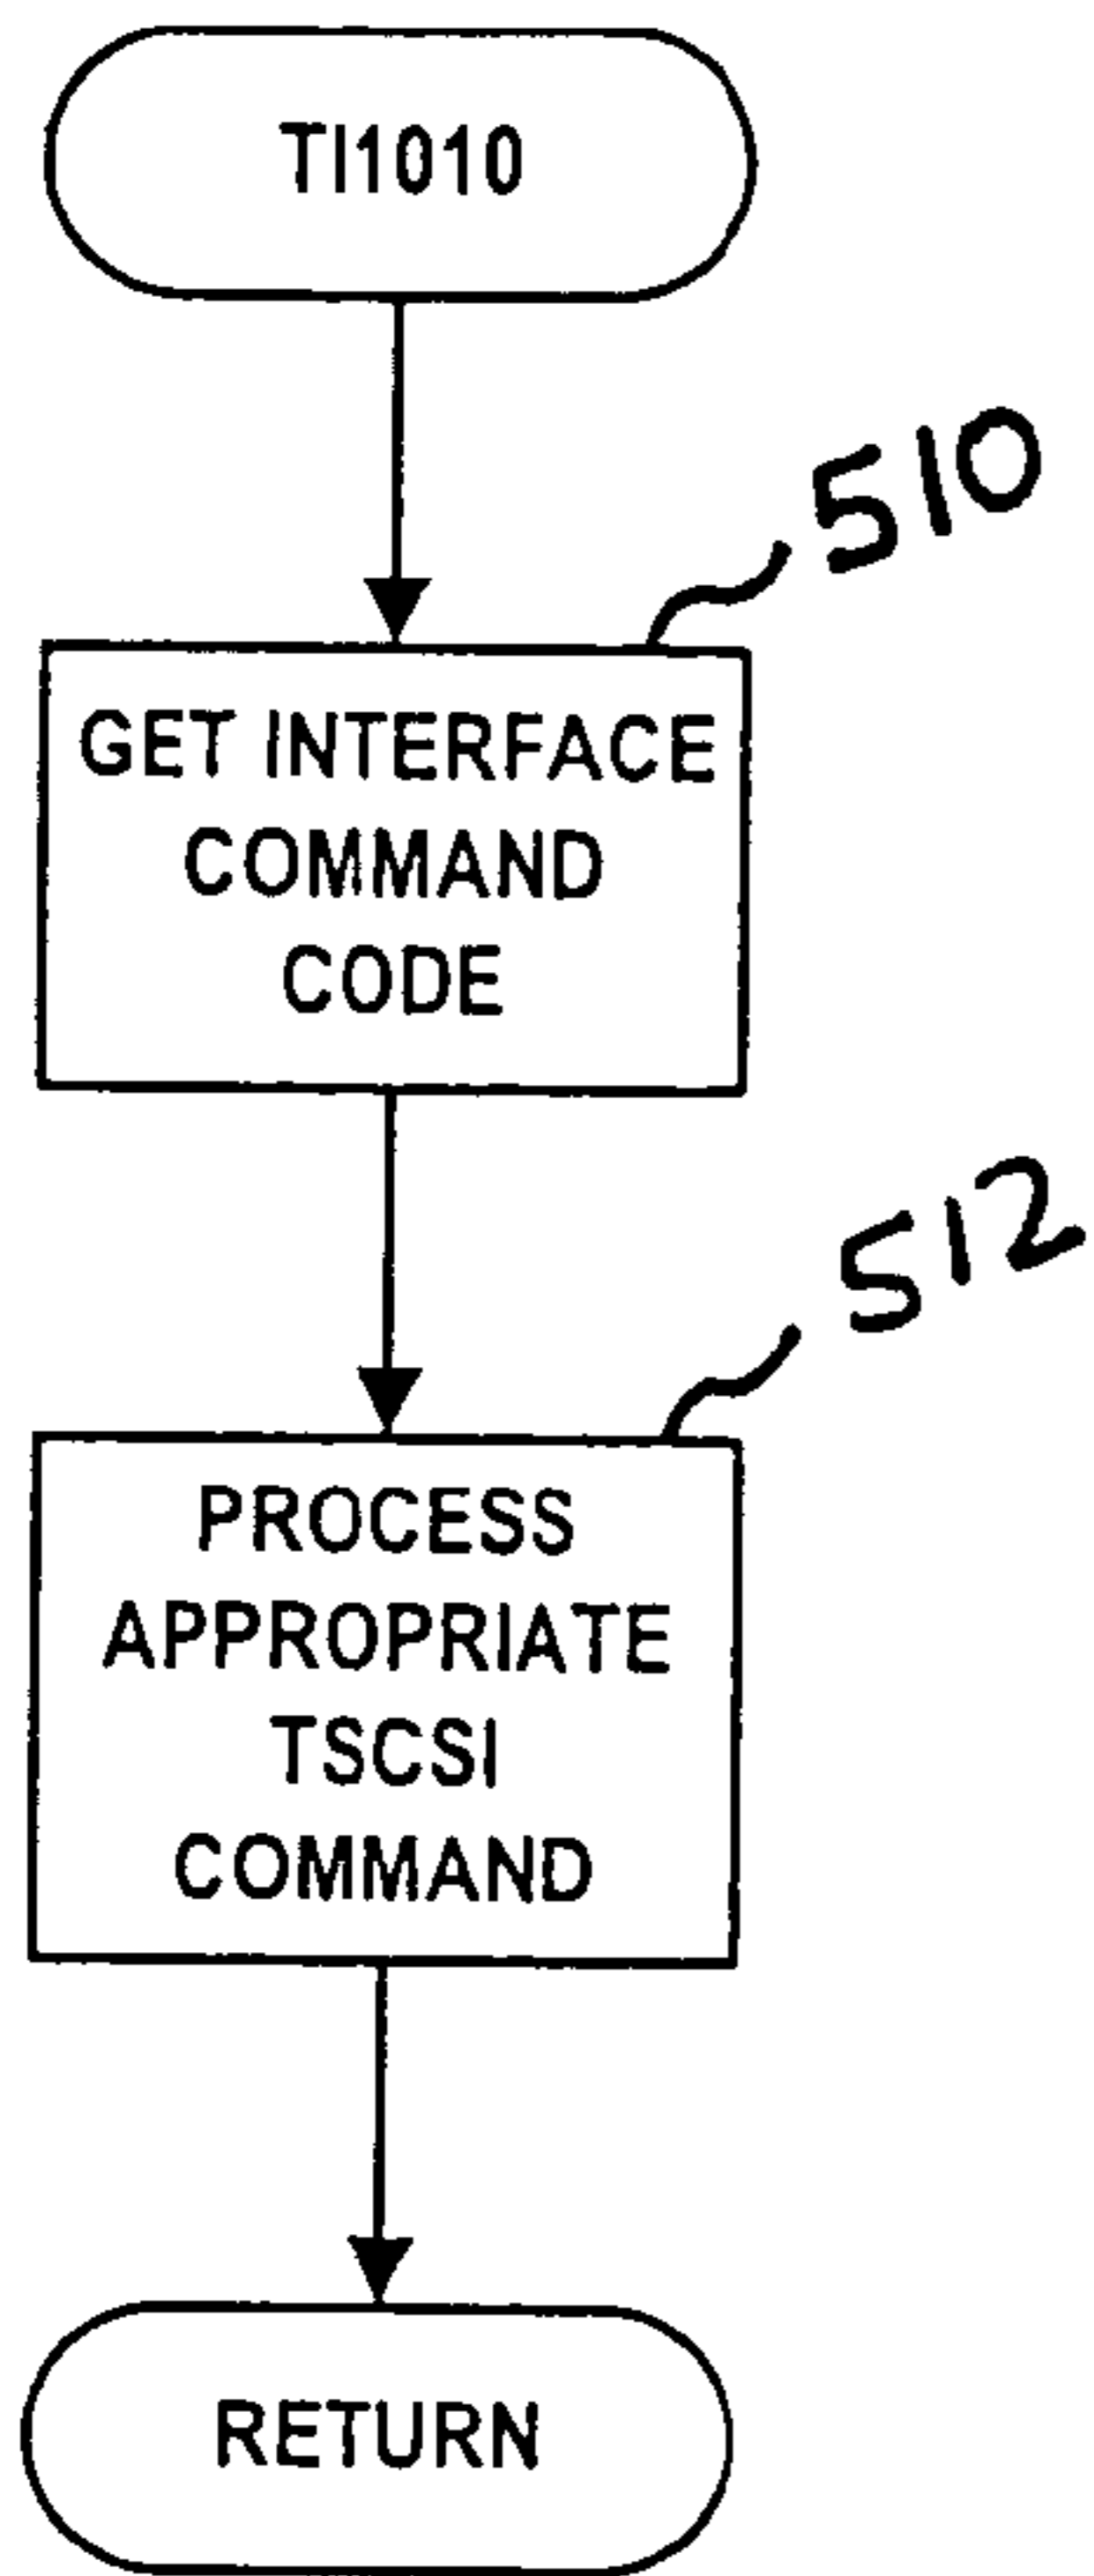 TI1010
510
GET INTERFACE
COMMAND
CODE
512
PROCESS
APPROPRIATE
TSCSI
COMMAND
RETURN